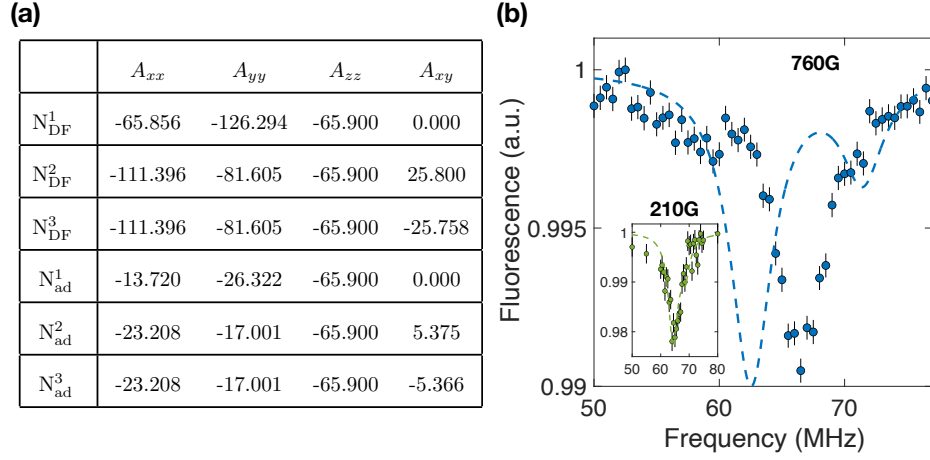 (a)
A_xx A_yy A_zz A_xy
N^1_DF -65.856 -126.294 -65.900 0.000
N^2_DF -111.396 -81.605 -65.900 25.800
N^3_DF -111.396 -81.605 -65.900 -25.758
N^1_ad -13.720 -26.322 -65.900 0.000
N^2_ad -23.208 -17.001 -65.900 5.375
N^3_ad -23.208 -17.001 -65.900 -5.366
(b)
760G
1
0.995
0.99
Fluorescence (a.u.)
210G
1
0.99
0.98
50 60 70 80
50 60 70
Frequency (MHz)